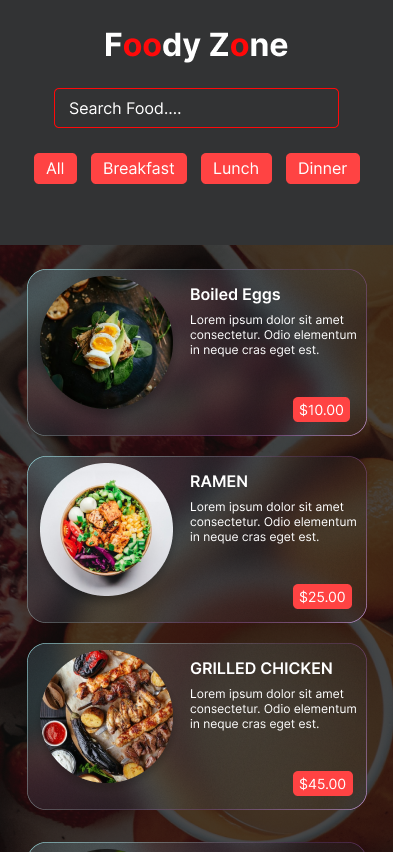 Foody Zone
Search Food....
All Breakfast Lunch Dinner
Boiled Eggs
Lorem ipsum dolor sit amet
consectetur. Odio elementum
in neque cras eget est.
$10.00
RAMEN
Lorem ipsum dolor sit amet
consectetur. Odio elementum
in neque cras eget est.
$25.00
GRILLED CHICKEN
Lorem ipsum dolor sit amet
consectetur. Odio elementum
in neque cras eget est.
$45.00